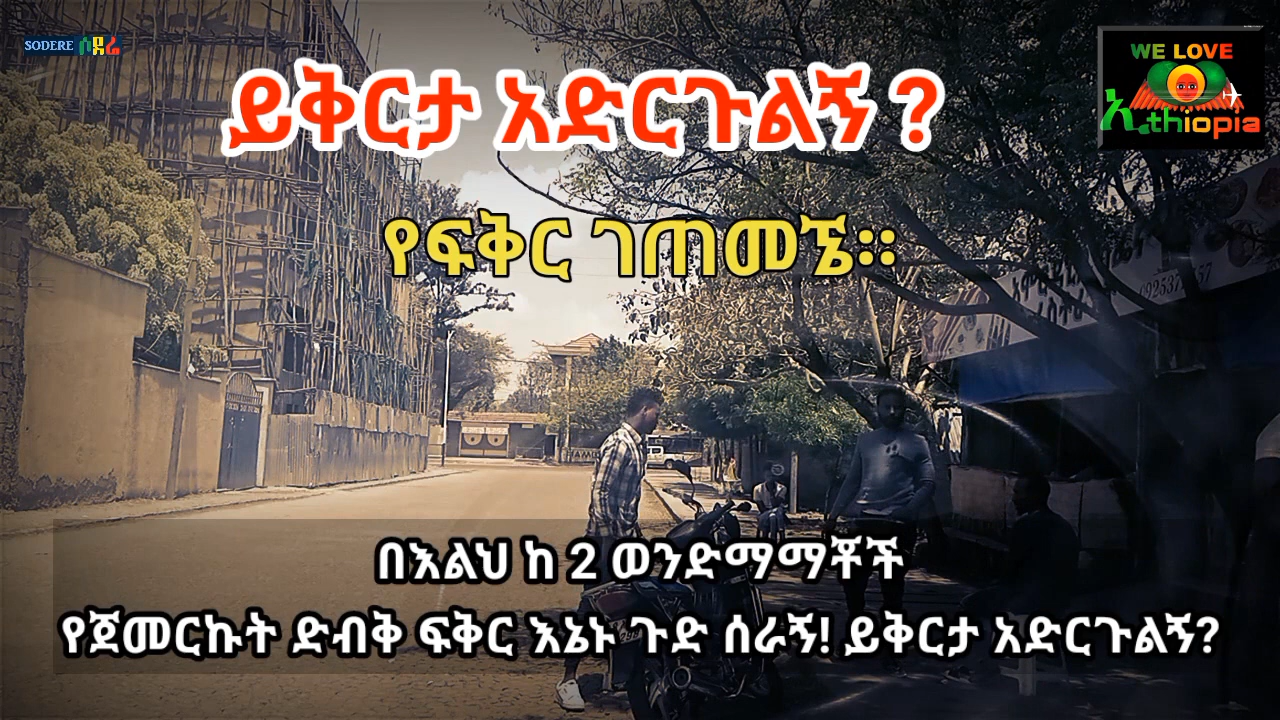 SODERE ሶደሬ
WE LOVE
ኢthiopia
ይቅርታ አድርጉልኝ ?
የፍቅር ገጠመኜ።
በእልህ ከ 2 ወንድማማቾች
የጀመርኩት ድብቅ ፍቅር እኔኑ ጉድ ሰራኝ! ይቅርታ አድርጉልኝ?